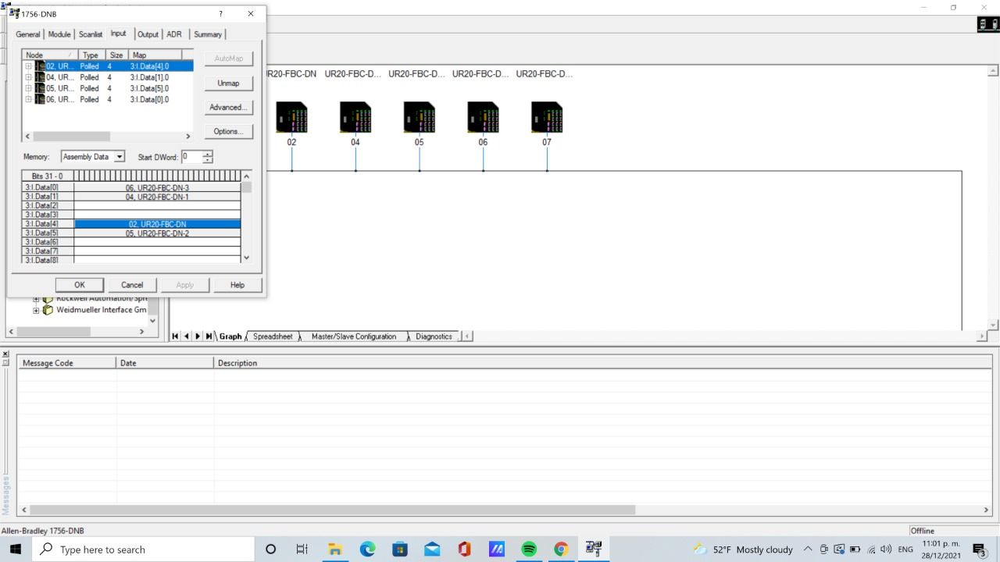 1756-DNB
General Module Scanlist Input Output ADR Summary
Node Type Size Map
02, UR... Polled 4 3:I.Data[4].0
04, UR... Polled 4 3:I.Data[1].0
05, UR... Polled 4 3:I.Data[5].0
06, UR... Polled 4 3:I.Data[0].0
AutoMap
Unmap
Advanced...
Options...
Memory: Assembly Data Start DWord: 0
Bits 31 - 0
3:I.Data[0] 06, UR20-FBC-DN-3
3:I.Data[1] 04, UR20-FBC-DN-1
3:I.Data[2]
3:I.Data[3]
3:I.Data[4] 02, UR20-FBC-DN
3:I.Data[5] 05, UR20-FBC-DN-2
3:I.Data[6]
3:I.Data[7]
3:I.Data[8]
OK Cancel Apply Help
R20-FBC-DN UR20-FBC-D... UR20-FBC-D... UR20-FBC-D... UR20-FBC-D...
02 04 05 06 07
Rockwell Automation/Spre
Weidmueller Interface Gm
Graph Spreadsheet Master/Slave Configuration Diagnostics
Message Code Date Description
Messages
Allen-Bradley 1756-DNB Offline
Type here to search
52°F Mostly cloudy ENG 11:01 p. m.
28/12/2021 3